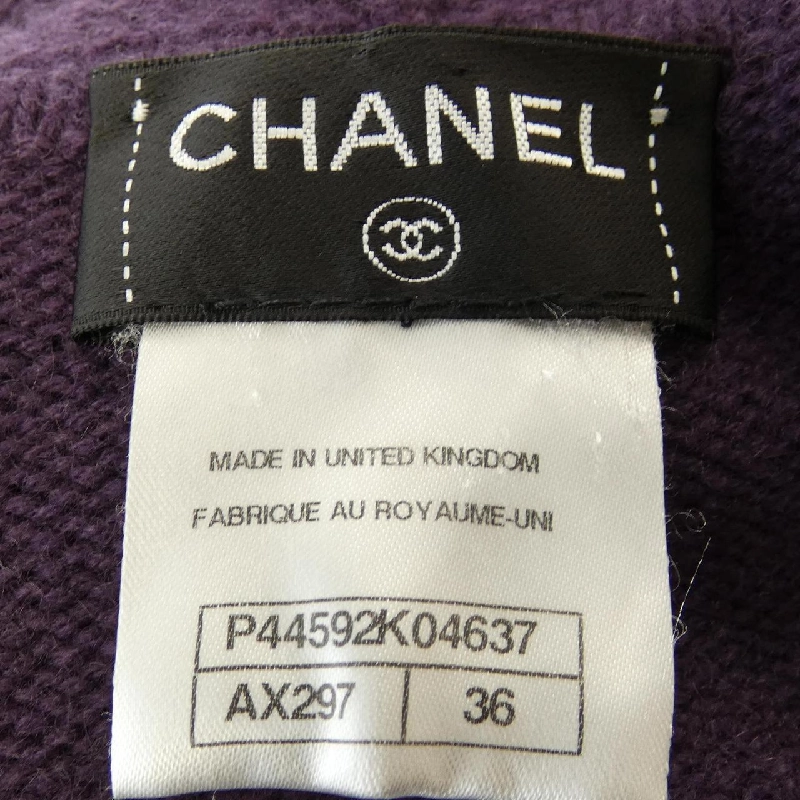 CHANEL
MADE IN UNITED KINGDOM
FABRIQUE AU ROYAUME-UNI
P44592K04637
AX297 36